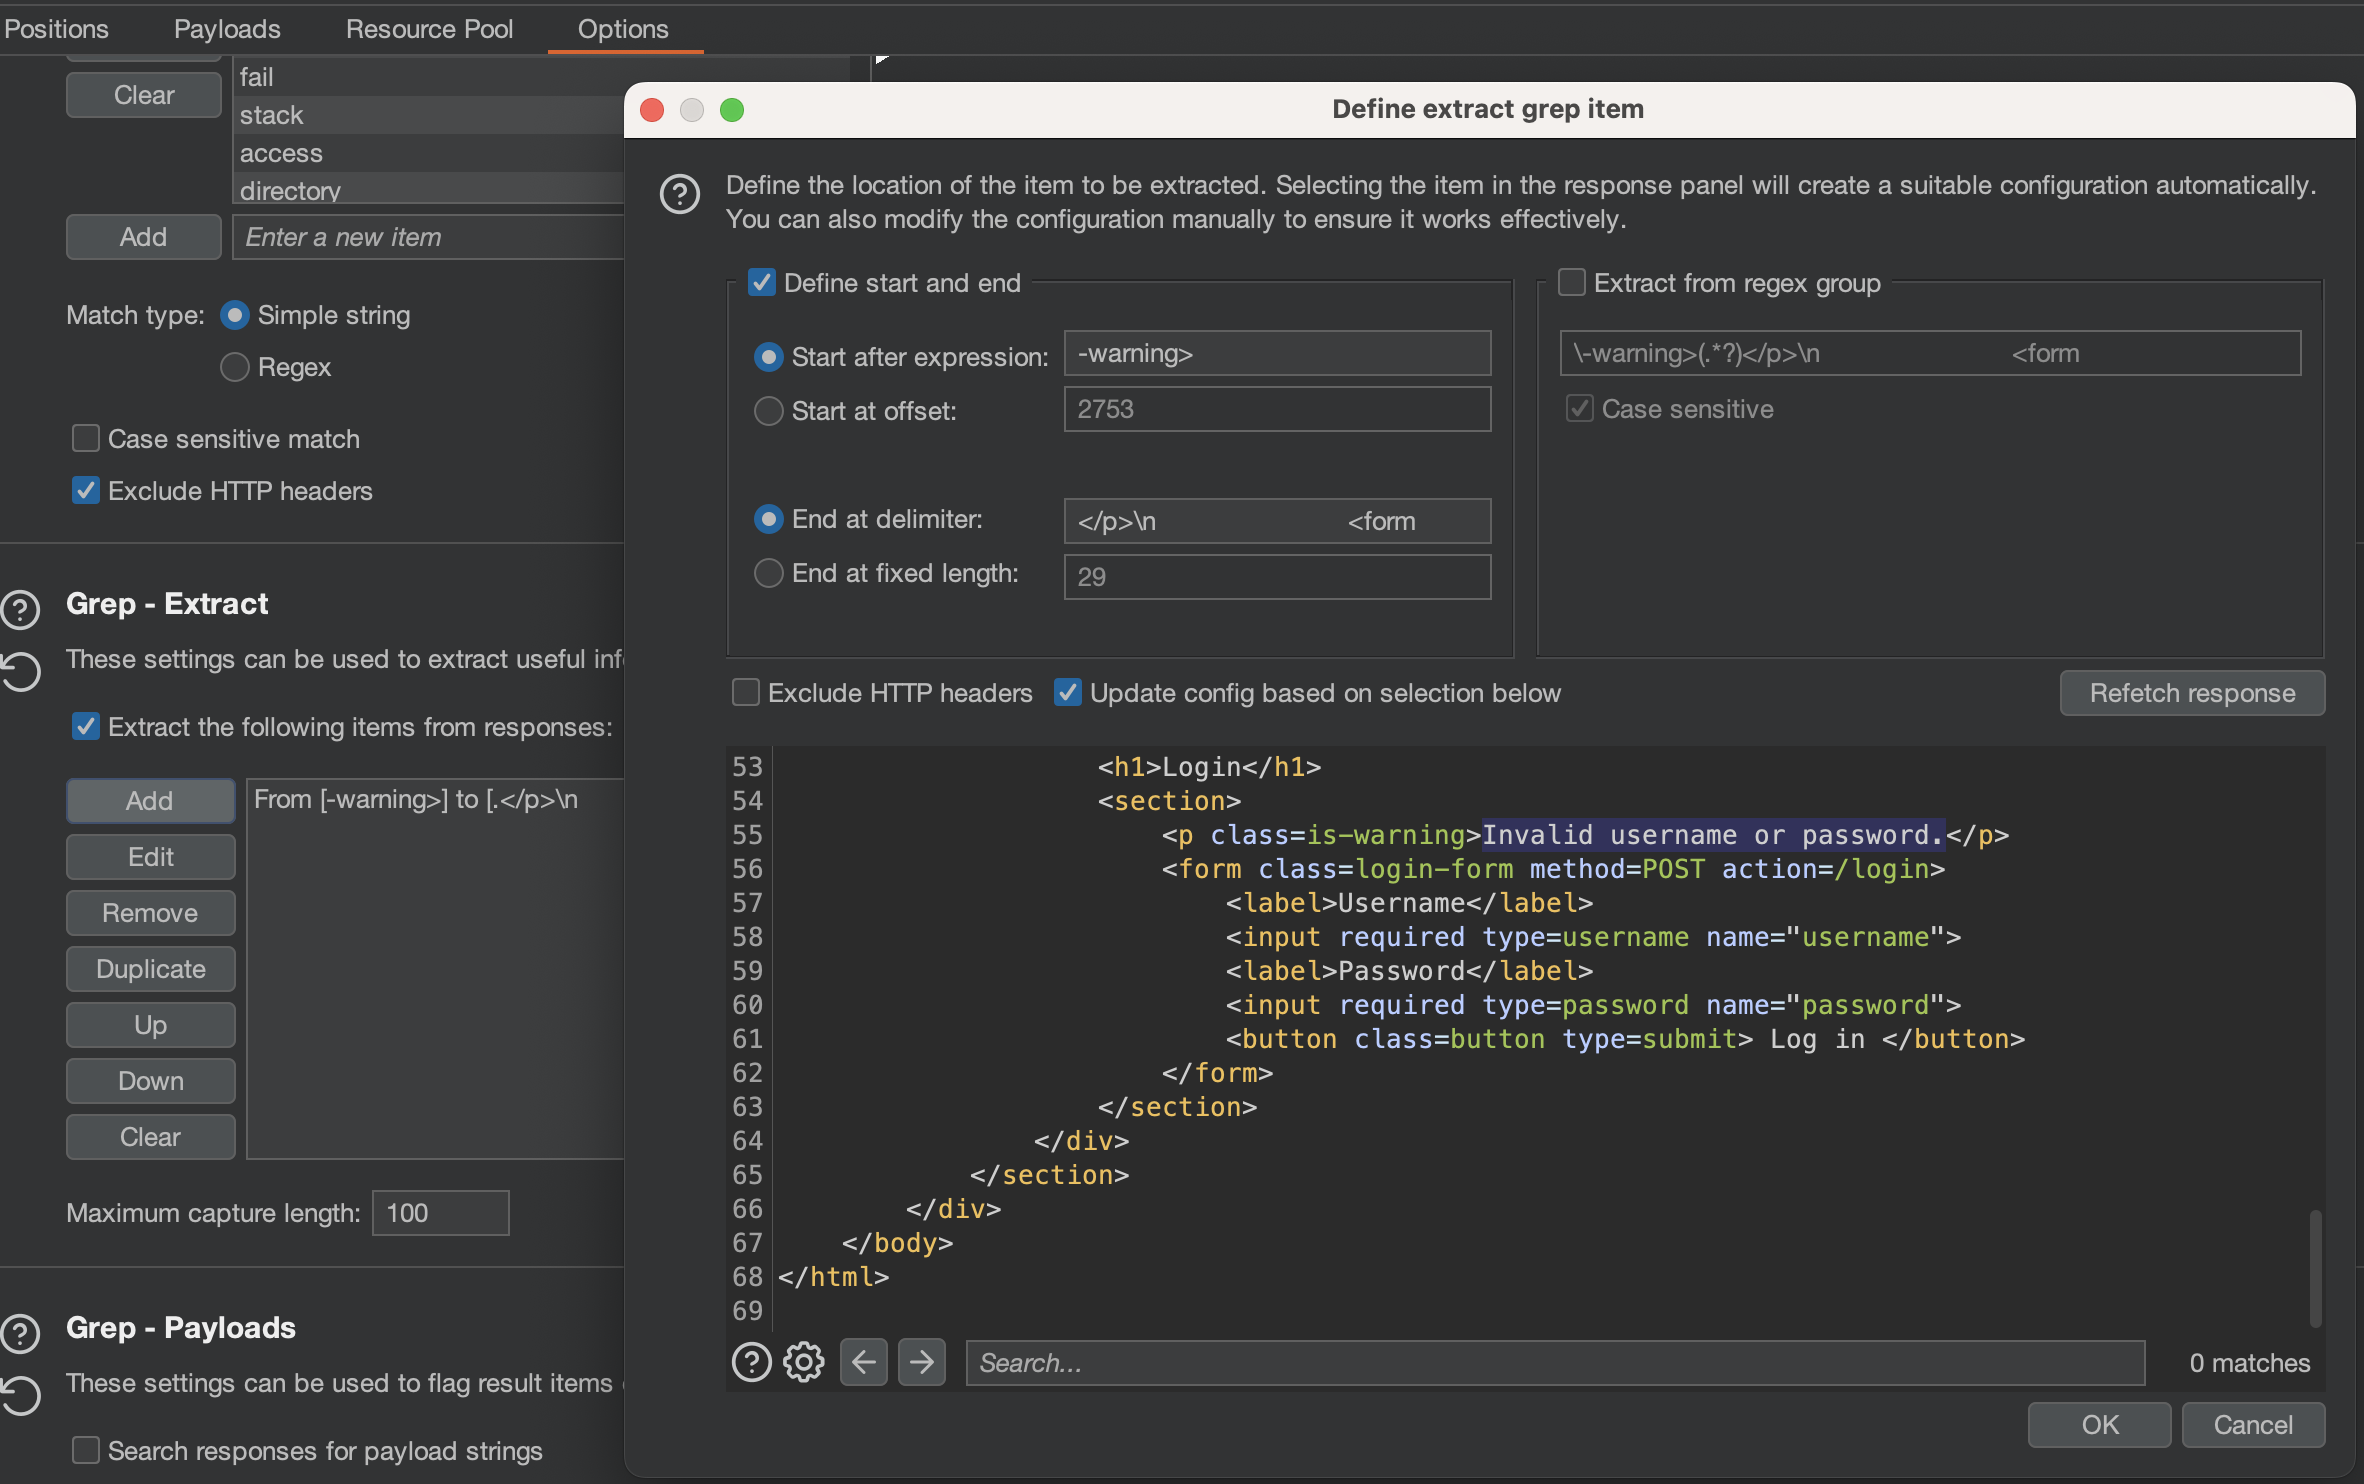 Positions Payloads Resource Pool Options
Clear
fail
stack
access
directory
Add Enter a new item
Match type: Simple string
Regex
Case sensitive match
Exclude HTTP headers
Grep - Extract
These settings can be used to extract useful inf
Extract the following items from responses:
Add
Edit
Remove
Duplicate
Up
Down
Clear
From [-warning>] to [.</p>\n
Maximum capture length: 100
Grep - Payloads
These settings can be used to flag result items
Search responses for payload strings
Define extract grep item
Define the location of the item to be extracted. Selecting the item in the response panel will create a suitable configuration automatically.
You can also modify the configuration manually to ensure it works effectively.
Define start and end
Start after expression: -warning>
Start at offset: 2753
End at delimiter: </p>\n <form
End at fixed length: 29
Extract from regex group
\-warning>(.*?)</p>\n <form
Case sensitive
Exclude HTTP headers Update config based on selection below Refetch response
53 <h1>Login</h1>
54 <section>
55 <p class=is-warning>Invalid username or password.</p>
56 <form class=login-form method=POST action=/login>
57 <label>Username</label>
58 <input required type=username name="username">
59 <label>Password</label>
60 <input required type=password name="password">
61 <button class=button type=submit> Log in </button>
62 </form>
63 </section>
64 </div>
65 </section>
66 </div>
67 </body>
68 </html>
69
Search... 0 matches
OK Cancel